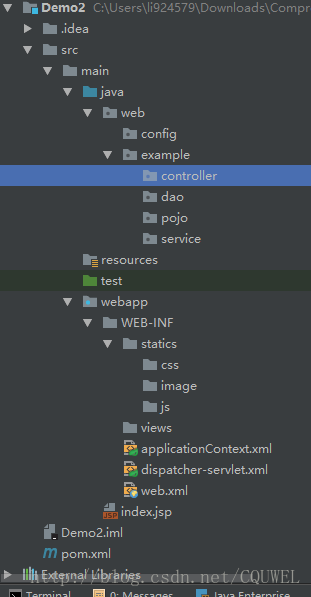 Demo2 C:\Users\li924579\Downloads\Compr
.idea
src
main
java
web
config
example
controller
dao
pojo
service
resources
test
webapp
WEB-INF
statics
css
image
js
views
applicationContext.xml
dispatcher-servlet.xml
web.xml
index.jsp
Demo2.iml
pom.xml
External Libraries
http://blog.csdn.net/CQUWEL
Terminal 0: Messages Java Enterprise